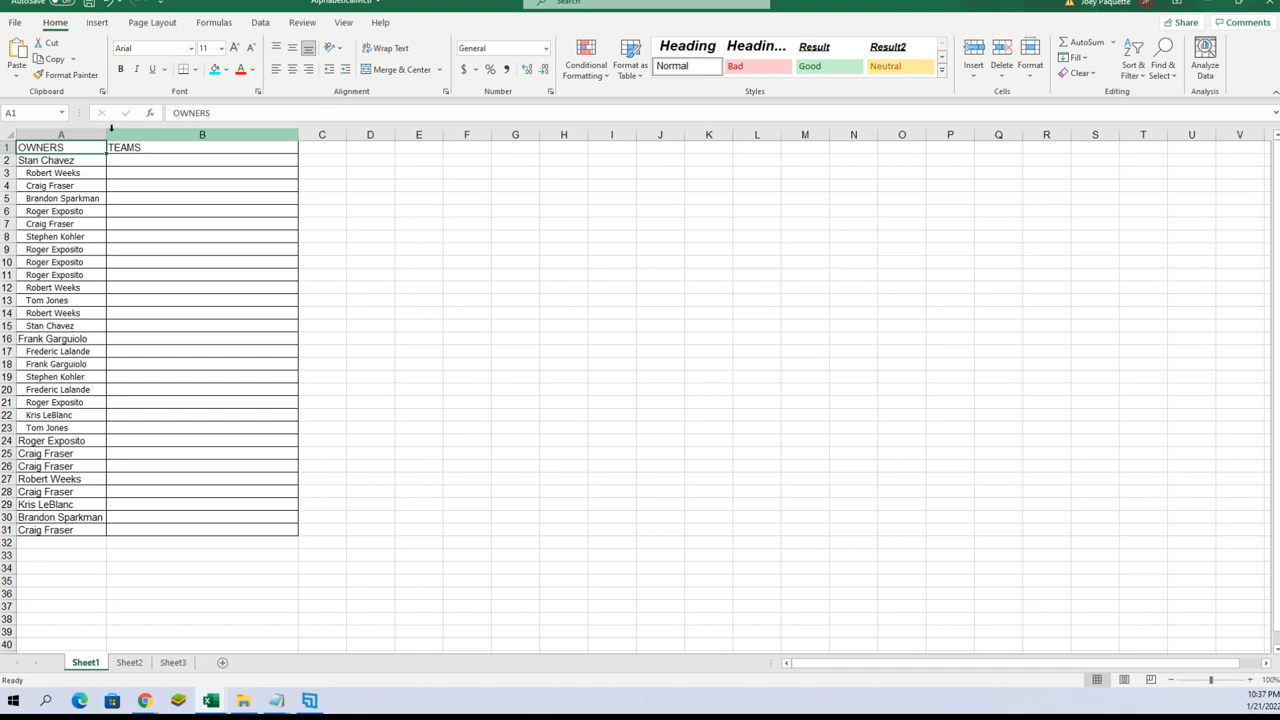 AlphabeticalMLB
Search
Joey Paquette
JP
File Home Insert Page Layout Formulas Data Review View Help
Share Comments
Paste
Cut
Copy
Format Painter
Clipboard
Arial 11
B I U
Font
Wrap Text
Merge & Center
Alignment
General
$ % 9
Number
Conditional
Formatting
Format as
Table
Heading Headin... Result Result2
Normal Bad Good Neutral
Styles
Insert Delete Format
Cells
AutoSum
Fill
Clear
Sort &
Filter
Find &
Select
Editing
Analyze
Data
Analysis
A1 fx OWNERS
A B C D E F G H I J K L M N O P Q R S T U V
1 OWNERS TEAMS
2 Stan Chavez
3 Robert Weeks
4 Craig Fraser
5 Brandon Sparkman
6 Roger Exposito
7 Craig Fraser
8 Stephen Kohler
9 Roger Exposito
10 Roger Exposito
11 Roger Exposito
12 Robert Weeks
13 Tom Jones
14 Robert Weeks
15 Stan Chavez
16 Frank Garguiolo
17 Frederic Lalande
18 Frank Garguiolo
19 Stephen Kohler
20 Frederic Lalande
21 Roger Exposito
22 Kris LeBlanc
23 Tom Jones
24 Roger Exposito
25 Craig Fraser
26 Craig Fraser
27 Robert Weeks
28 Craig Fraser
29 Kris LeBlanc
30 Brandon Sparkman
31 Craig Fraser
32
33
34
35
36
37
38
39
40
Sheet1 Sheet2 Sheet3
Ready
100%
10:37 PM
1/21/2022